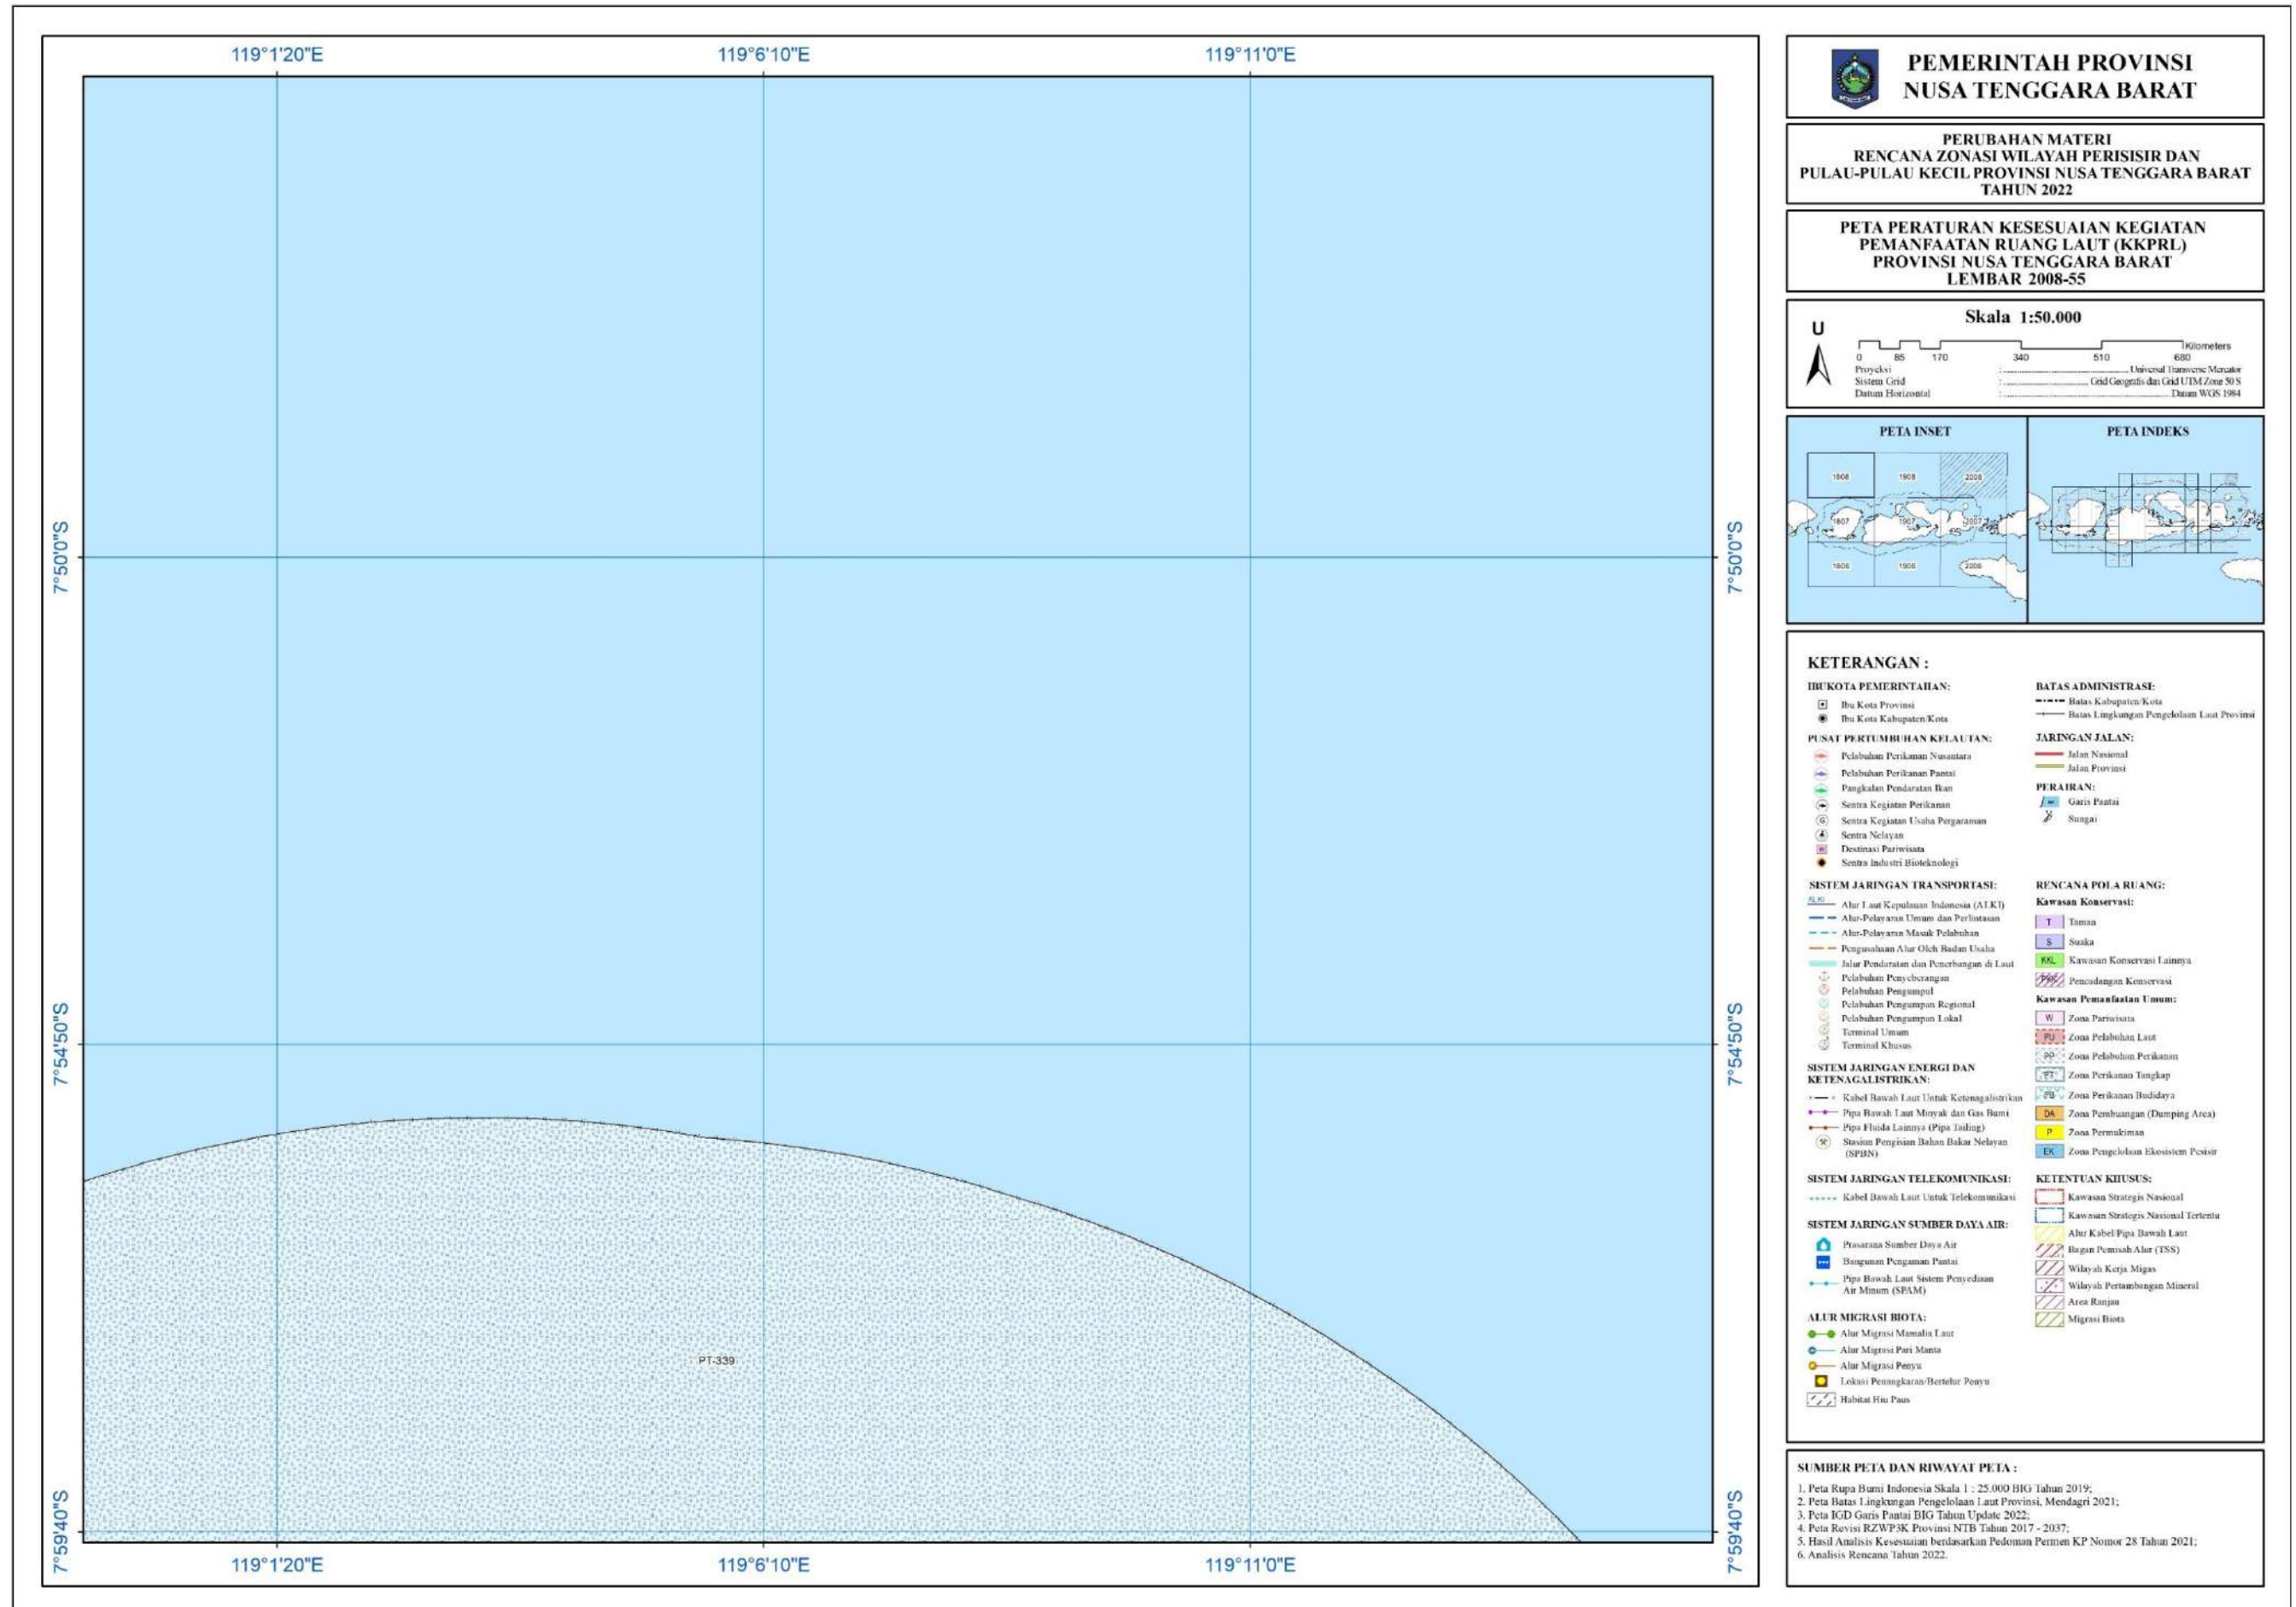 119°1'20"E
119°6'10"E
119°11'0"E
7°50'0"S
7°50'0"S
7°54'50"S
7°54'50"S
7°59'40"S
7°59'40"S
PT-339
119°1'20"E
119°6'10"E
119°11'0"E
PEMERINTAH PROVINSI
NUSA TENGGARA BARAT
PERUBAHAN MATERI
RENCANA ZONASI WILAYAH PERISISIR DAN
PULAU-PULAU KECIL PROVINSI NUSA TENGGARA BARAT
TAHUN 2022
PETA PERATURAN KESESUAIAN KEGIATAN
PEMANFAATAN RUANG LAUT (KKPRL)
PROVINSI NUSA TENGGARA BARAT
LEMBAR 2008-55
Skala 1:50.000
U
Kilometers
0 85 170 340 510 680
Proyeksi : Universal Transverse Mercator
Sistem Grid : Grid Geografis dan Grid UTM Zone 50 S
Datum Horizontal : Datum WGS 1984
PETA INSET
1808 1908 2008
1807 1907 2007
1806 1906 2006
PETA INDEKS
KETERANGAN :
IBUKOTA PEMERINTAHAN:
Ibu Kota Provinsi
Ibu Kota Kabupaten/Kota
PUSAT PERTUMBUHAN KELAUTAN:
Pelabuhan Perikanan Nusantara
Pelabuhan Perikanan Pantai
Pangkalan Pendaratan Ikan
Sentra Kegiatan Perikanan
G Sentra Kegiatan Usaha Pergaraman
Sentra Nelayan
Destinasi Pariwisata
Sentra Industri Bioteknologi
BATAS ADMINISTRASI:
Batas Kabupaten/Kota
Batas Lingkungan Pengelolaan Laut Provinsi
JARINGAN JALAN:
Jalan Nasional
Jalan Provinsi
PERAIRAN:
Garis Pantai
Sungai
SISTEM JARINGAN TRANSPORTASI:
ALKI Alur Laut Kepulauan Indonesia (ALKI)
Alur-Pelayaran Umum dan Perlintasan
Alur-Pelayaran Masuk Pelabuhan
Pengusahaan Alur Oleh Badan Usaha
Jalur Pendaratan dan Penerbangan di Laut
Pelabuhan Penyeberangan
Pelabuhan Pengumpul
Pelabuhan Pengumpan Regional
Pelabuhan Pengumpan Lokal
Terminal Umum
Terminal Khusus
SISTEM JARINGAN ENERGI DAN
KETENAGALISTRIKAN:
Kabel Bawah Laut Untuk Ketenagalistrikan
Pipa Bawah Laut Minyak dan Gas Bumi
Pipa Fluida Lainnya (Pipa Tailing)
Stasiun Pengisian Bahan Bakar Nelayan
(SPBN)
SISTEM JARINGAN TELEKOMUNIKASI:
Kabel Bawah Laut Untuk Telekomunikasi
SISTEM JARINGAN SUMBER DAYA AIR:
Prasarana Sumber Daya Air
Bangunan Pengaman Pantai
Pipa Bawah Laut Sistem Penyediaan
Air Minum (SPAM)
ALUR MIGRASI BIOTA:
Alur Migrasi Mamalia Laut
Alur Migrasi Pari Manta
Alur Migrasi Penyu
Lokasi Penangkaran/Bertelur Penyu
Habitat Hiu Paus
RENCANA POLA RUANG:
Kawasan Konservasi:
T Taman
S Suaka
KKL Kawasan Konservasi Lainnya
Pencadangan Konservasi
Kawasan Pemanfaatan Umum:
W Zona Pariwisata
PU Zona Pelabuhan Laut
PP Zona Pelabuhan Perikanan
PT Zona Perikanan Tangkap
PB Zona Perikanan Budidaya
DA Zona Pembuangan (Dumping Area)
P Zona Permukiman
EK Zona Pengelolaan Ekosistem Pesisir
KETENTUAN KHUSUS:
Kawasan Strategis Nasional
Kawasan Strategis Nasional Tertentu
Alur Kabel/Pipa Bawah Laut
Bagan Pemisah Alur (TSS)
Wilayah Kerja Migas
Wilayah Pertambangan Mineral
Area Ranjau
Migrasi Biota
SUMBER PETA DAN RIWAYAT PETA :
1. Peta Rupa Bumi Indonesia Skala 1 : 25.000 BIG Tahun 2019;
2. Peta Batas Lingkungan Pengelolaan Laut Provinsi, Mendagri 2021;
3. Peta IGD Garis Pantai BIG Tahun Update 2022;
4. Peta Revisi RZWP3K Provinsi NTB Tahun 2017 - 2037;
5. Hasil Analisis Kesesuaian berdasarkan Pedoman Permen KP Nomor 28 Tahun 2021;
6. Analisis Rencana Tahun 2022.